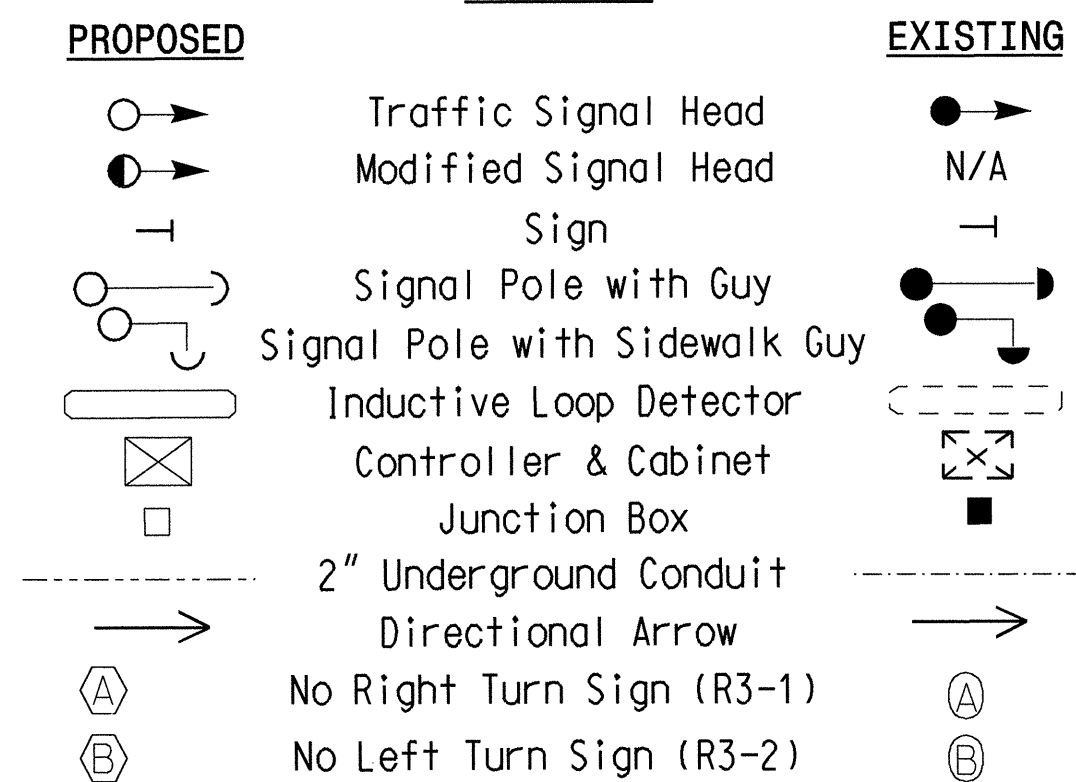 PROPOSED EXISTING
Traffic Signal Head
Modified Signal Head N/A
Sign
Signal Pole with Guy
Signal Pole with Sidewalk Guy
Inductive Loop Detector
Controller & Cabinet
Junction Box
2" Underground Conduit
Directional Arrow
A No Right Turn Sign (R3-1) A
B No Left Turn Sign (R3-2) B